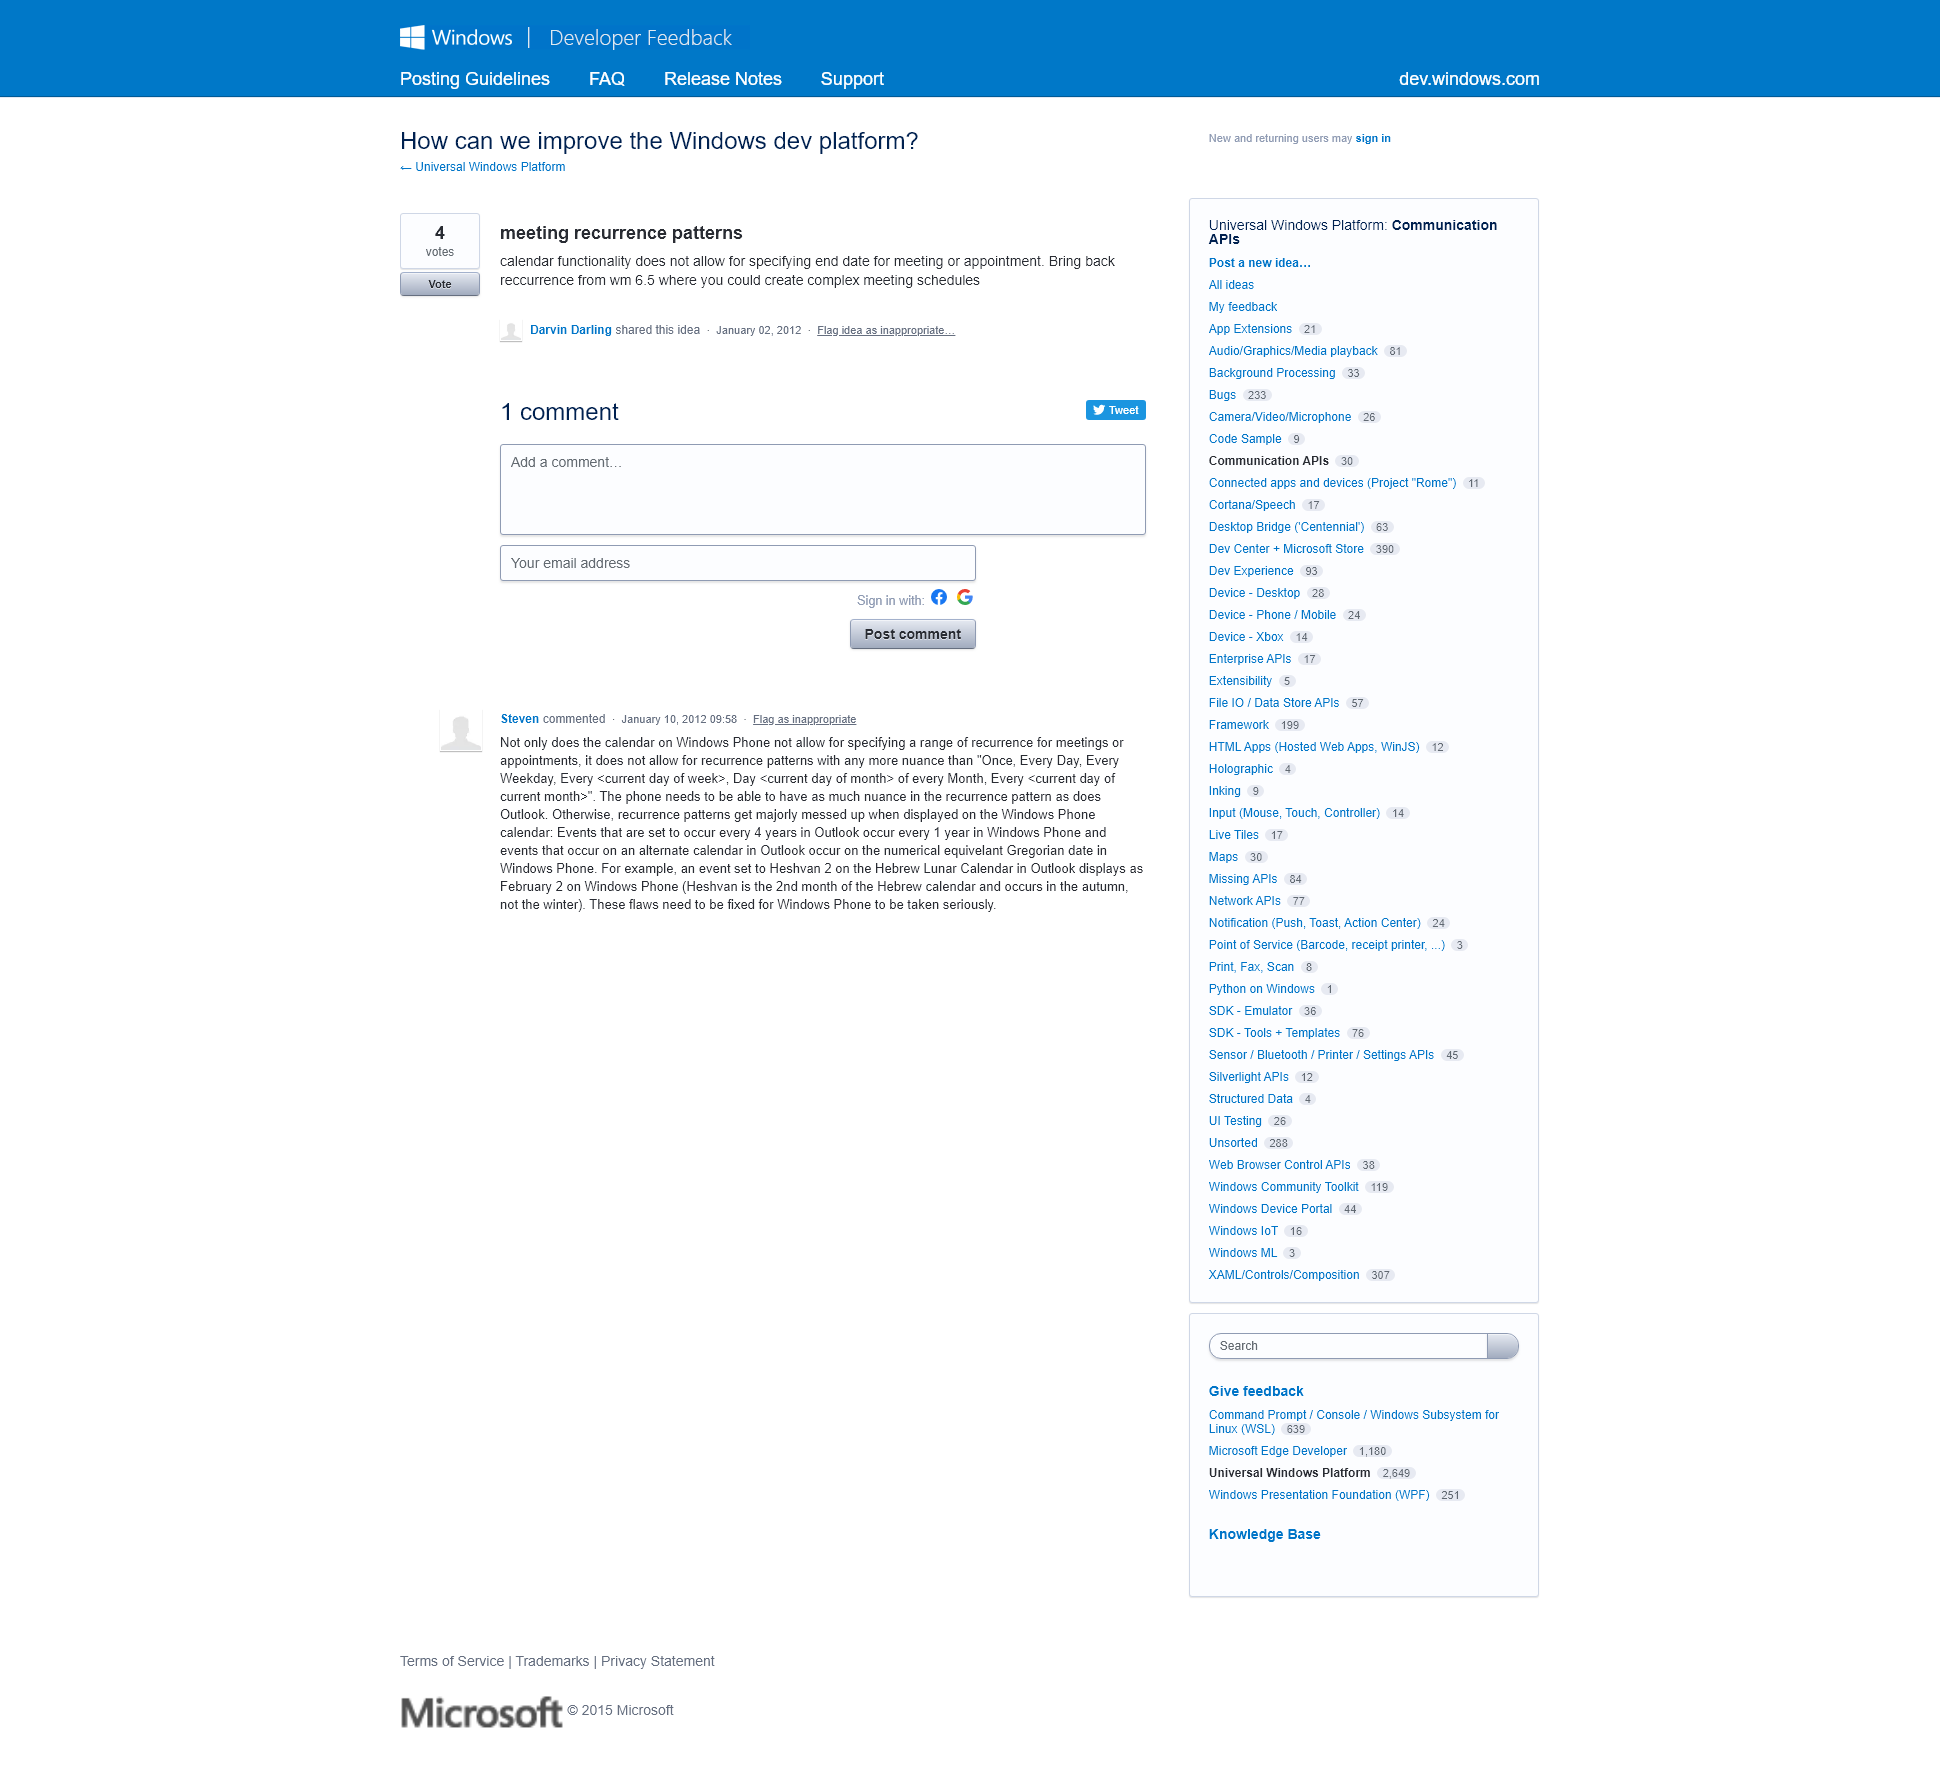 Windows | Developer Feedback
Posting Guidelines FAQ Release Notes Support dev.windows.com
How can we improve the Windows dev platform?
← Universal Windows Platform
New and returning users may sign in
4
votes
Vote
meeting recurrence patterns
calendar functionality does not allow for specifying end date for meeting or appointment. Bring back
reccurrence from wm 6.5 where you could create complex meeting schedules
Darvin Darling shared this idea · January 02, 2012 · Flag idea as inappropriate…
1 comment
Tweet
Add a comment…
Your email address
Sign in with:
Post comment
Steven commented · January 10, 2012 09:58 · Flag as inappropriate
Not only does the calendar on Windows Phone not allow for specifying a range of recurrence for meetings or
appointments, it does not allow for recurrence patterns with any more nuance than "Once, Every Day, Every
Weekday, Every <current day of week>, Day <current day of month> of every Month, Every <current day of
current month>". The phone needs to be able to have as much nuance in the recurrence pattern as does
Outlook. Otherwise, recurrence patterns get majorly messed up when displayed on the Windows Phone
calendar: Events that are set to occur every 4 years in Outlook occur every 1 year in Windows Phone and
events that occur on an alternate calendar in Outlook occur on the numerical equivelant Gregorian date in
Windows Phone. For example, an event set to Heshvan 2 on the Hebrew Lunar Calendar in Outlook displays as
February 2 on Windows Phone (Heshvan is the 2nd month of the Hebrew calendar and occurs in the autumn,
not the winter). These flaws need to be fixed for Windows Phone to be taken seriously.
Universal Windows Platform: Communication
APIs
Post a new idea…
All ideas
My feedback
App Extensions 21
Audio/Graphics/Media playback 81
Background Processing 33
Bugs 233
Camera/Video/Microphone 26
Code Sample 9
Communication APIs 30
Connected apps and devices (Project "Rome") 11
Cortana/Speech 17
Desktop Bridge ('Centennial') 63
Dev Center + Microsoft Store 390
Dev Experience 93
Device - Desktop 28
Device - Phone / Mobile 24
Device - Xbox 14
Enterprise APIs 17
Extensibility 5
File IO / Data Store APIs 57
Framework 199
HTML Apps (Hosted Web Apps, WinJS) 12
Holographic 4
Inking 9
Input (Mouse, Touch, Controller) 14
Live Tiles 17
Maps 30
Missing APIs 84
Network APIs 77
Notification (Push, Toast, Action Center) 24
Point of Service (Barcode, receipt printer, ...) 3
Print, Fax, Scan 8
Python on Windows 1
SDK - Emulator 36
SDK - Tools + Templates 76
Sensor / Bluetooth / Printer / Settings APIs 45
Silverlight APIs 12
Structured Data 4
UI Testing 26
Unsorted 288
Web Browser Control APIs 38
Windows Community Toolkit 119
Windows Device Portal 44
Windows IoT 16
Windows ML 3
XAML/Controls/Composition 307
Search
Give feedback
Command Prompt / Console / Windows Subsystem for
Linux (WSL) 639
Microsoft Edge Developer 1,180
Universal Windows Platform 2,649
Windows Presentation Foundation (WPF) 251
Knowledge Base
Terms of Service | Trademarks | Privacy Statement
Microsoft © 2015 Microsoft